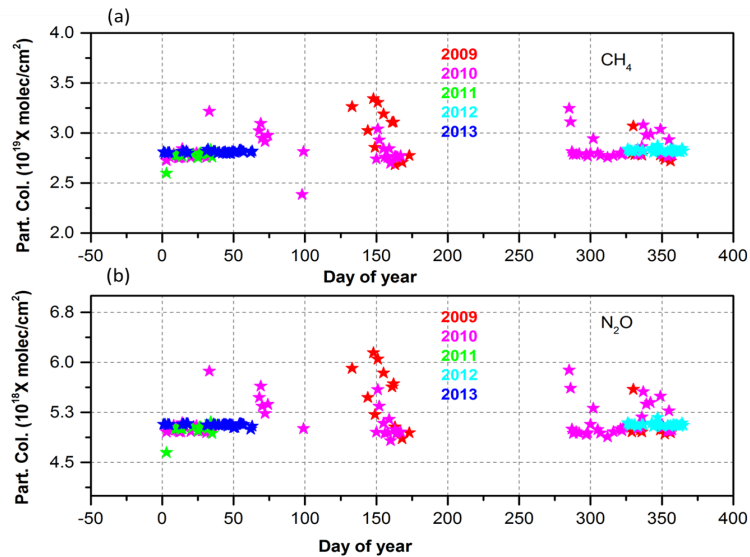 (a)
4.0
3.5
3.0
2.5
2.0
Part. Col. (10^19X molec/cm^2)
2009
2010
2011
2012
2013
CH4
-50 0 50 100 150 200 250 300 350 400
Day of year
(b)
6.8
6.0
5.3
4.5
Part. Col. (10^18X molec/cm^2)
2009
2010
2011
2012
2013
N2O
-50 0 50 100 150 200 250 300 350 400
Day of year